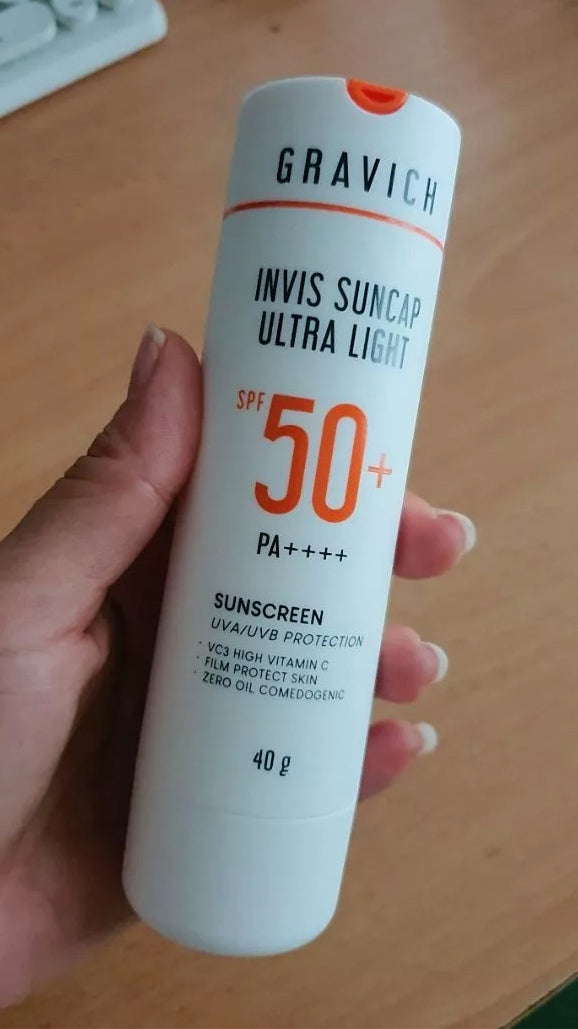 GRAVICH
INVIS SUNCAP
ULTRA LIGHT
SPF 50+
PA++++
SUNSCREEN
UVA/UVB PROTECTION
· VC3 HIGH VITAMIN C
· FILM PROTECT SKIN
· ZERO OIL COMEDOGENIC
40 g